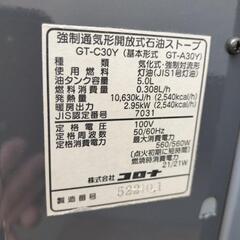 強制通気形開放式石油ストーブ
GT-C30Y (基本形式 GT-A30Y)
種類 気化式・強制対流形
使用燃料 灯油(JIS1号灯油)
油タンク容量 5.0L
燃料消費量 0.308L/h
発熱量 10,630kJ/h (2,540kcal/h)
暖房出力 2.95kW (2,540kcal/h)
JIS認定番号 7031
定格電圧 100V
定格周波数 50/60Hz
最大消費電力 560/560W
(点火初期に短時間)
燃焼時消費電力 21/21W
株式会社 コロナ
製造番号 522101